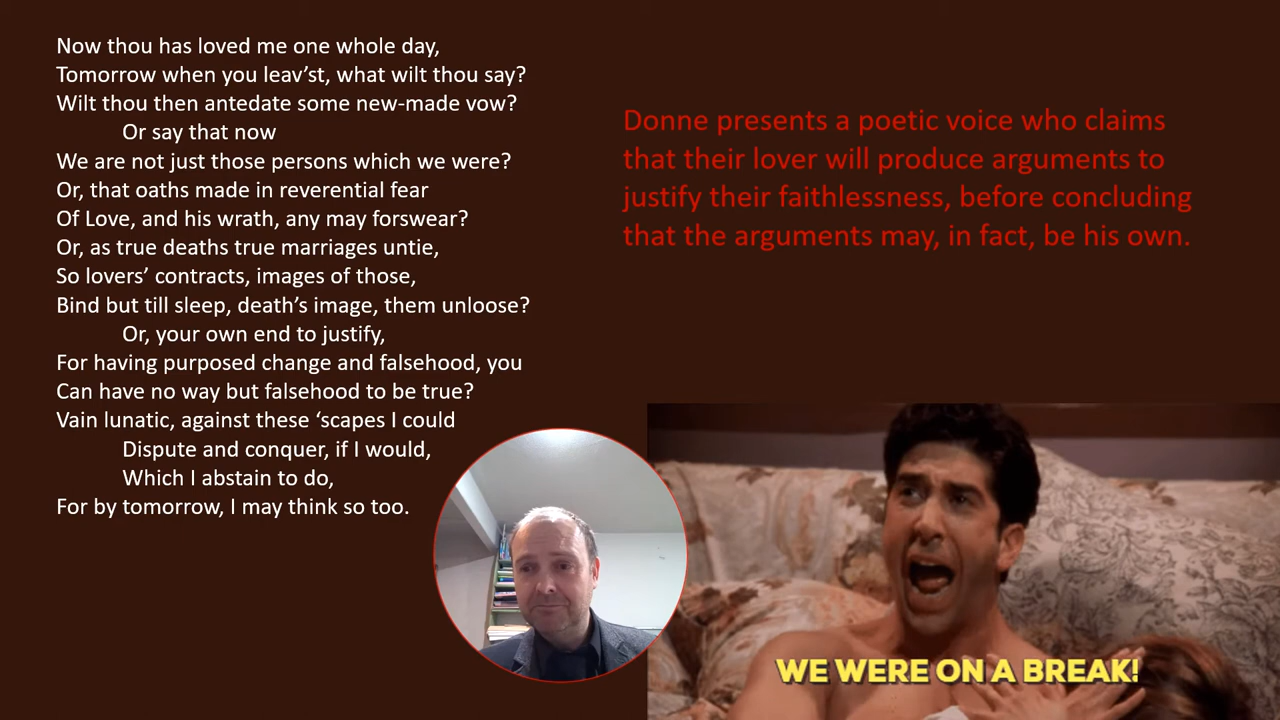 Now thou has loved me one whole day,
Tomorrow when you leav’st, what wilt thou say?
Wilt thou then antedate some new-made vow?
Or say that now
We are not just those persons which we were?
Or, that oaths made in reverential fear
Of Love, and his wrath, any may forswear?
Or, as true deaths true marriages untie,
So lovers’ contracts, images of those,
Bind but till sleep, death’s image, them unloose?
Or, your own end to justify,
For having purposed change and falsehood, you
Can have no way but falsehood to be true?
Vain lunatic, against these ‘scapes I could
Dispute and conquer, if I would,
Which I abstain to do,
For by tomorrow, I may think so too.
Donne presents a poetic voice who claims
that their lover will produce arguments to
justify their faithlessness, before concluding
that the arguments may, in fact, be his own.
WE WERE ON A BREAK!